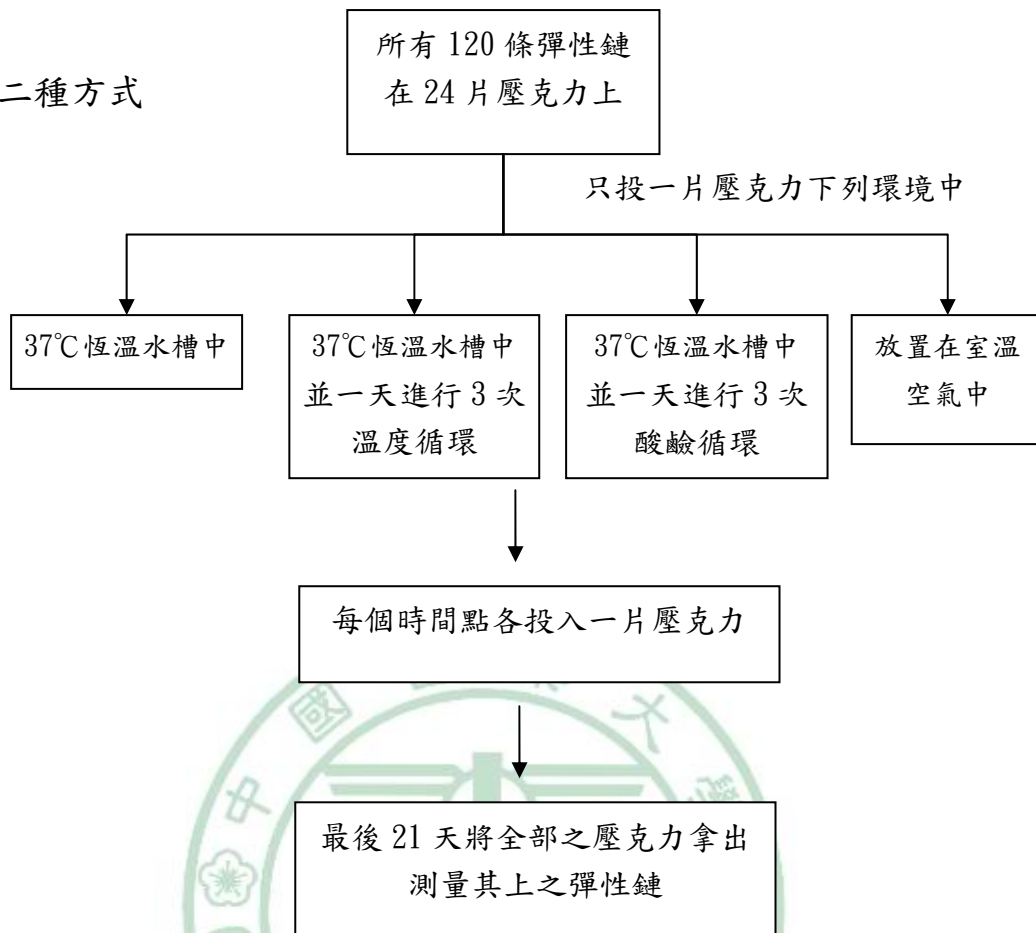 所有 120 條彈性鏈
在 24 片壓克力上
二種方式
只投一片壓克力下列環境中
37℃恆溫水槽中
37℃恆溫水槽中
並一天進行 3 次
溫度循環
37℃恆溫水槽中
並一天進行 3 次
酸鹼循環
放置在室溫
空氣中
每個時間點各投入一片壓克力
最後 21 天將全部之壓克力拿出
測量其上之彈性鏈
中國
大學